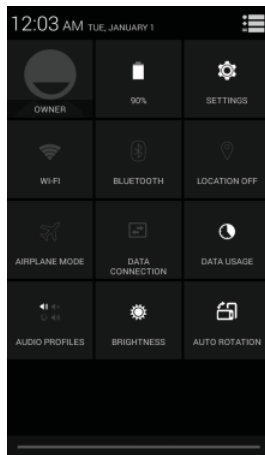 12:03 AM TUE, JANUARY 1
OWNER
90%
SETTINGS
WI-FI
BLUETOOTH
LOCATION OFF
AIRPLANE MODE
DATA
CONNECTION
DATA USAGE
AUDIO PROFILES
BRIGHTNESS
AUTO ROTATION